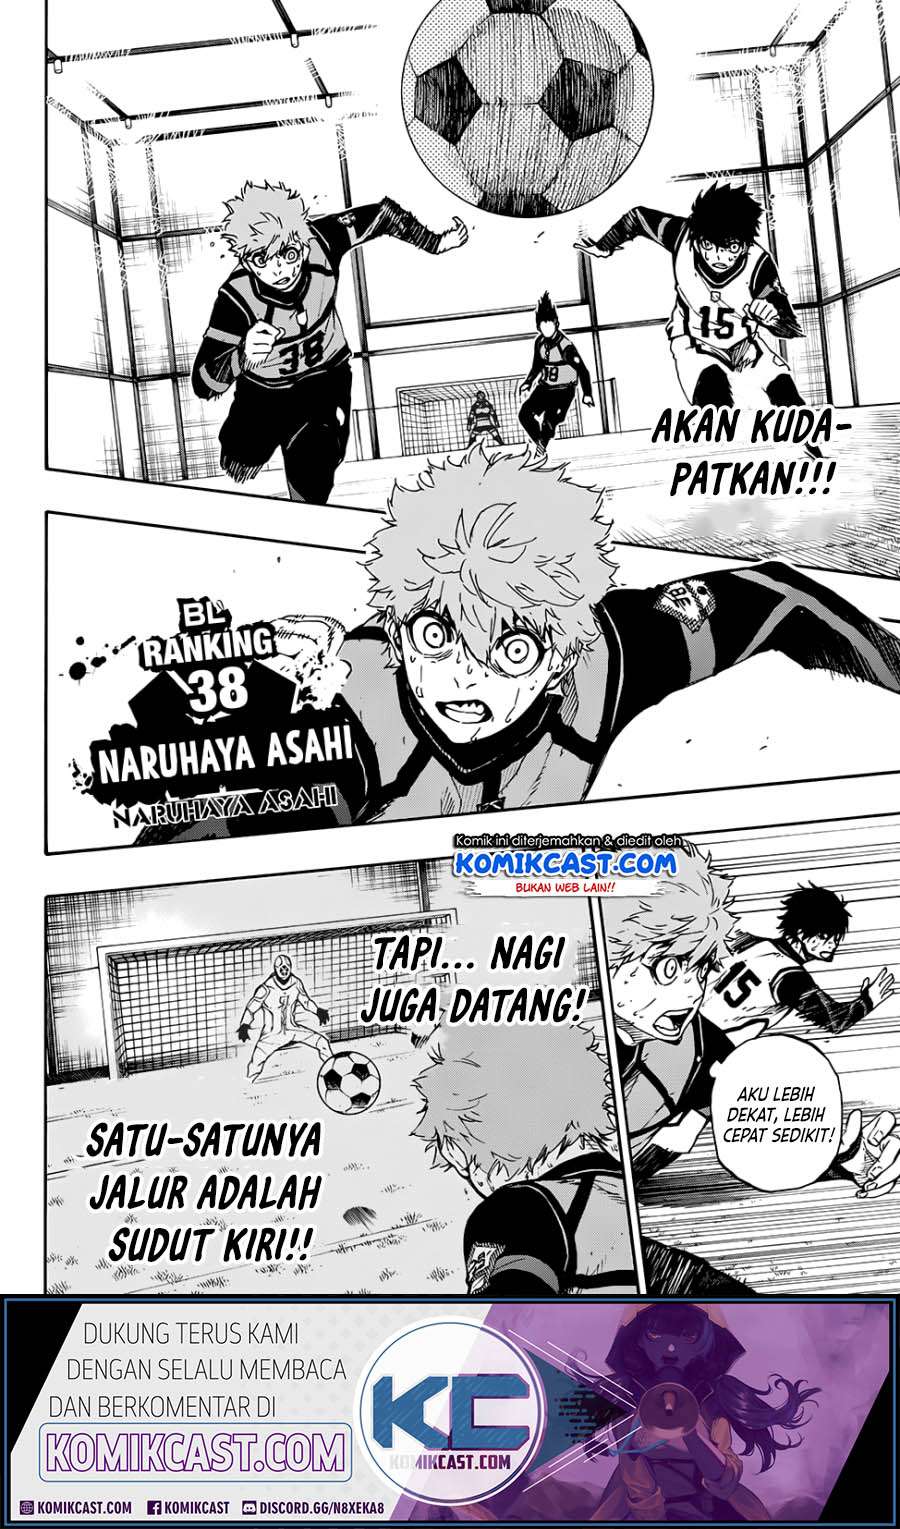 38
38
15
AKAN KUDA-
PATKAN!!!
BL
RANKING
38
NARUHAYA ASAHI
NARUHAYA ASAHI
Komik ini diterjemahkan & diedit oleh
KOMIKCAST.COM
BUKAN WEB LAIN!!
TAPI... NAGI
JUGA DATANG!
15
AKU LEBIH
DEKAT, LEBIH
CEPAT SEDIKIT!
SATU-SATUNYA
JALUR ADALAH
SUDUT KIRI!!
DUKUNG TERUS KAMI
DENGAN SELALU MEMBACA
DAN BERKOMENTAR DI
KOMIKCAST.COM
KC
KOMIKCAST.COM
KOMIKCAST.COM
KOMIKCAST
DISCORD.GG/N8XEKA8